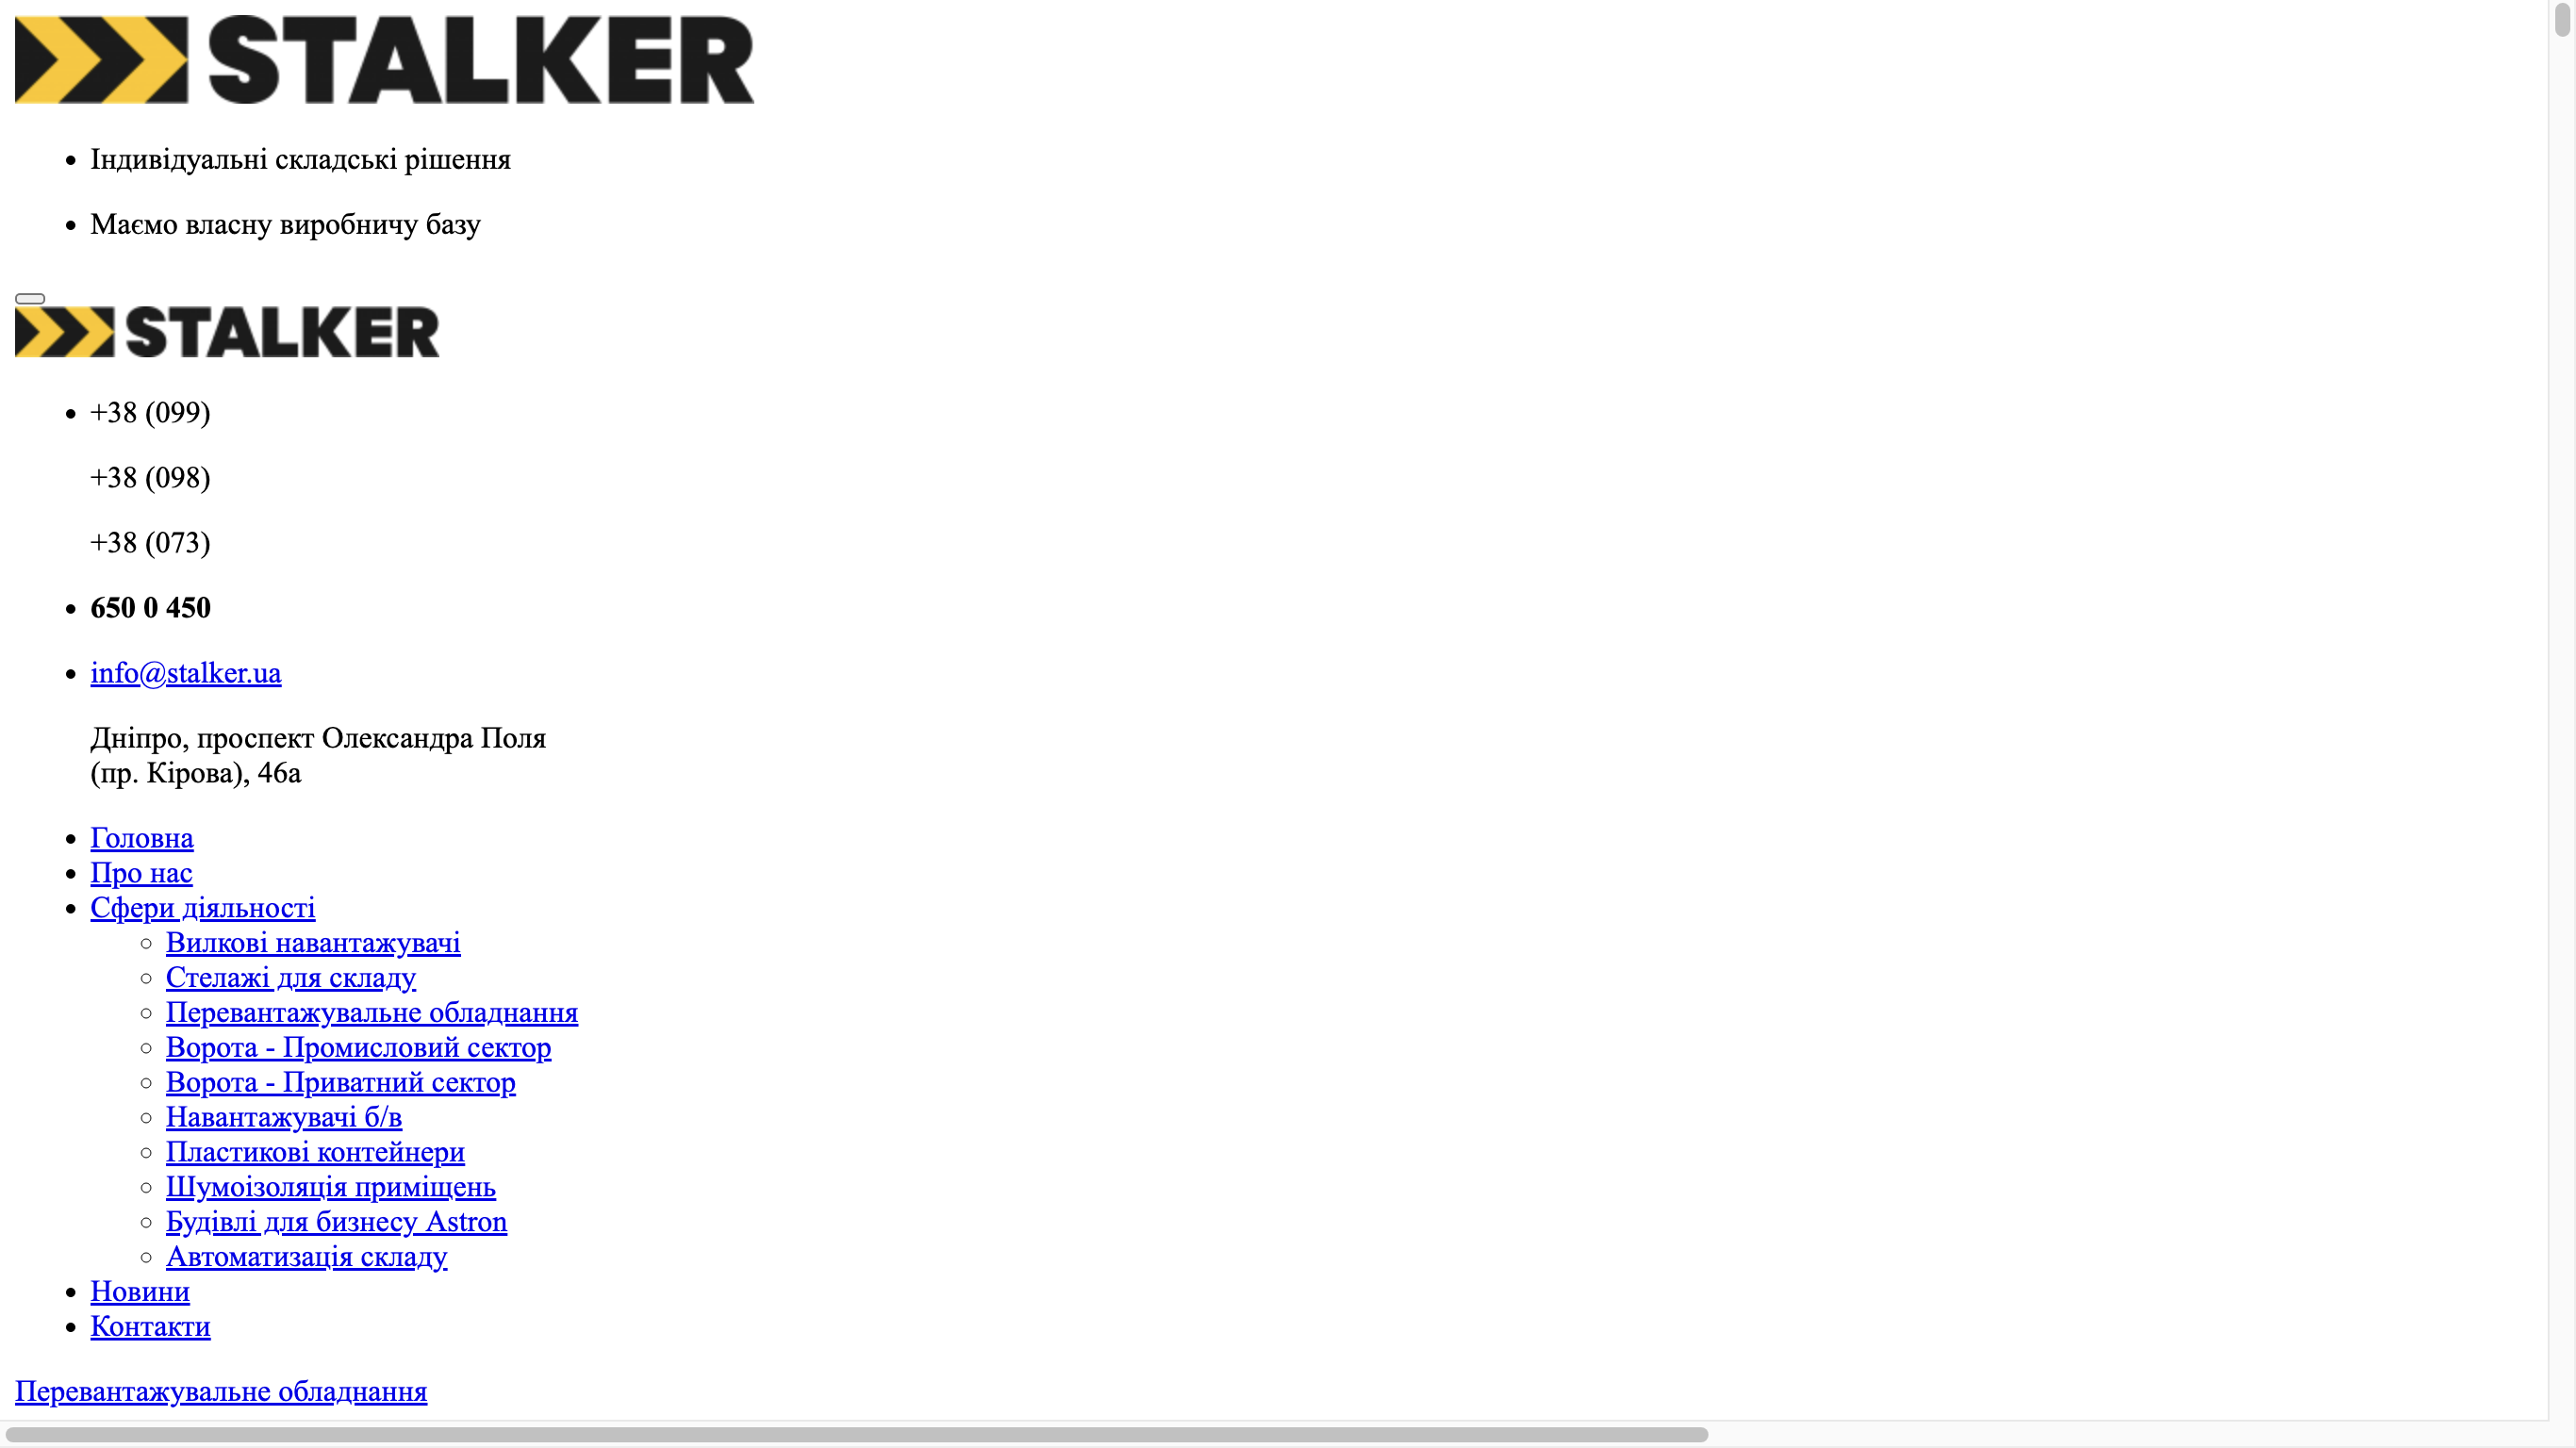 STALKER
Індивідуальні складські рішення
Маємо власну виробничу базу
STALKER
+38 (099)
+38 (098)
+38 (073)
650 0 450
info@stalker.ua
Дніпро, проспект Олександра Поля
(пр. Кірова), 46а
Головна
Про нас
Сфери діяльності
Вилкові навантажувачі
Стелажі для складу
Перевантажувальне обладнання
Ворота - Промисловий сектор
Ворота - Приватний сектор
Навантажувачі б/в
Пластикові контейнери
Шумоізоляція приміщень
Будівлі для бизнесу Astron
Автоматизація складу
Новини
Контакти
Перевантажувальне обладнання